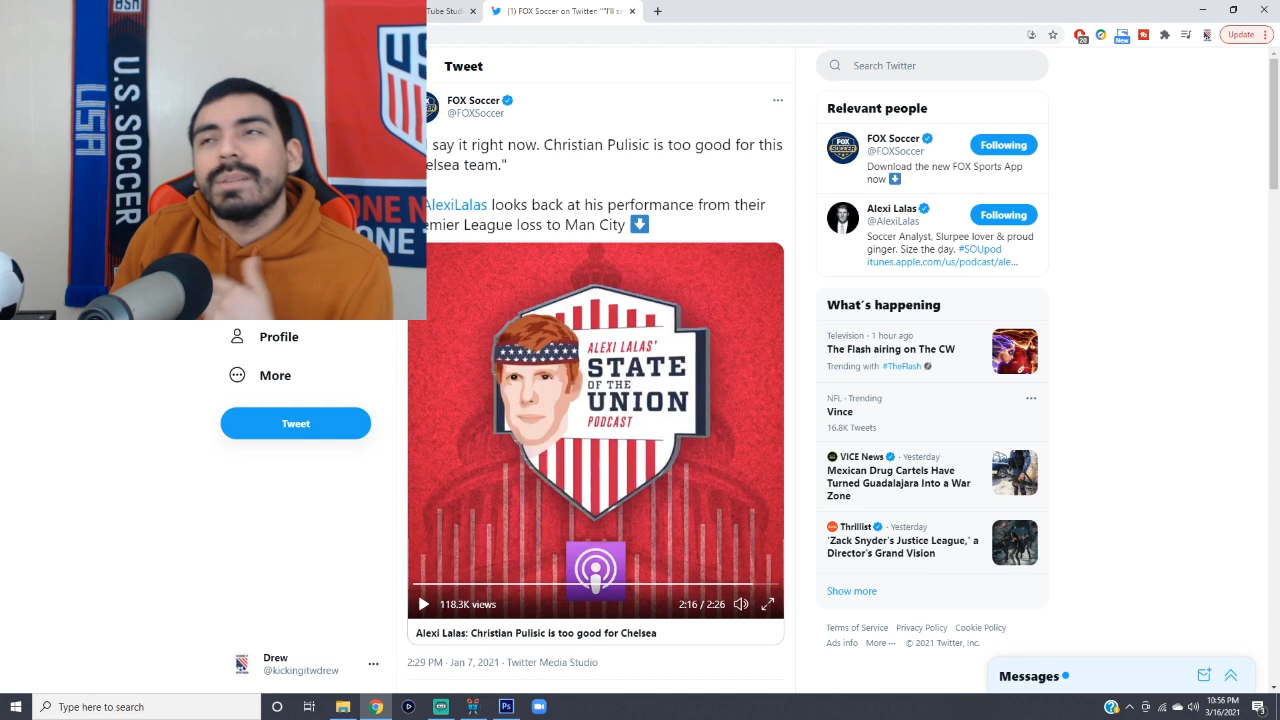 BSN
U.S. SOCCER
USA
ONE N
ONE
ube Studi
(1) FOX Soccer on Twitter: ""I'll sa
Update
Tweet
FOX Soccer
@FOXSoccer
say it right now. Christian Pulisic is too good for this
elsea team."
AlexiLalas looks back at his performance from their
emier League loss to Man City
ALEXI LALAS'
STATE
OF THE
UNION
PODCAST
118.3K views
2:16 / 2:26
Alexi Lalas: Christian Pulisic is too good for Chelsea
2:29 PM · Jan 7, 2021 · Twitter Media Studio
Profile
More
Tweet
Drew
@kickingitwdrew
Search Twitter
Relevant people
FOX Soccer
@FOXSoccer
Following
Download the new FOX Sports App
now
Alexi Lalas
@AlexiLalas
Following
Soccer Analyst, Slurpee lover & proud
ginger. Size the day. #SOUpod
itunes.apple.com/us/podcast/ale...
What's happening
Television · 1 hour ago
The Flash airing on The CW
Trending with #TheFlash
NFL · Trending
Vince
16.8K Tweets
VICE News · Yesterday
Mexican Drug Cartels Have
Turned Guadalajara Into a War
Zone
Thrillist · Yesterday
'Zack Snyder's Justice League,' a
Director's Grand Vision
Show more
Terms of Service Privacy Policy Cookie Policy
Ads info More ··· © 2021 Twitter, Inc.
Messages
Type here to search
10:56 PM
3/16/2021